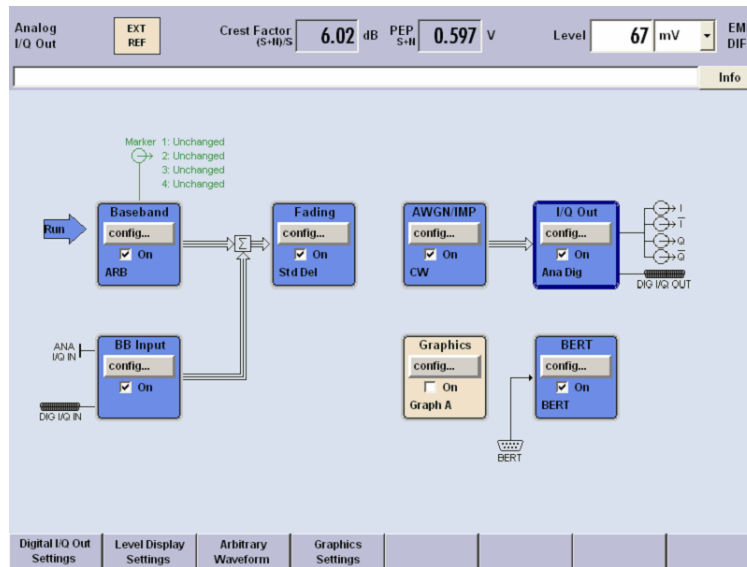 Analog
I/Q Out
EXT
REF
Crest Factor
(S+N)/S
6.02 dB
PEP
S+N
0.597 V
Level 67 mV
EM
DIF
Info
Marker 1: Unchanged
2: Unchanged
3: Unchanged
4: Unchanged
Run
Baseband
config...
On
ARB
Σ
Fading
config...
On
Std Del
AWGN/IMP
config...
On
CW
I/Q Out
config...
On
Ana Dig
I
I
Q
Q
DIG I/Q OUT
ANA
I/Q IN
DIG I/Q IN
BB Input
config...
On
Graphics
config...
On
Graph A
BERT
config...
On
BERT
BERT
Digital I/Q Out
Settings
Level Display
Settings
Arbitrary
Waveform
Graphics
Settings